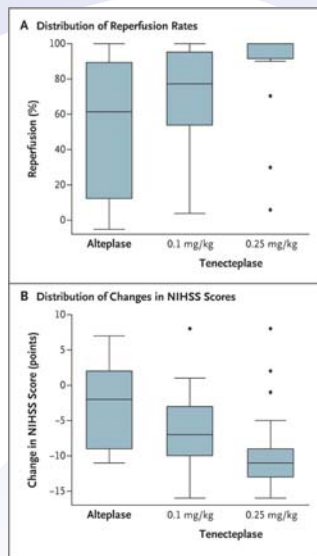 A Distribution of Reperfusion Rates
100
80
60
40
20
0
Reperfusion (%)
Alteplase
0.1 mg/kg
0.25 mg/kg
Tenecteplase
B Distribution of Changes in NIHSS Scores
10
5
0
−5
−10
−15
Change in NIHSS Score (points)
Alteplase
0.1 mg/kg
0.25 mg/kg
Tenecteplase